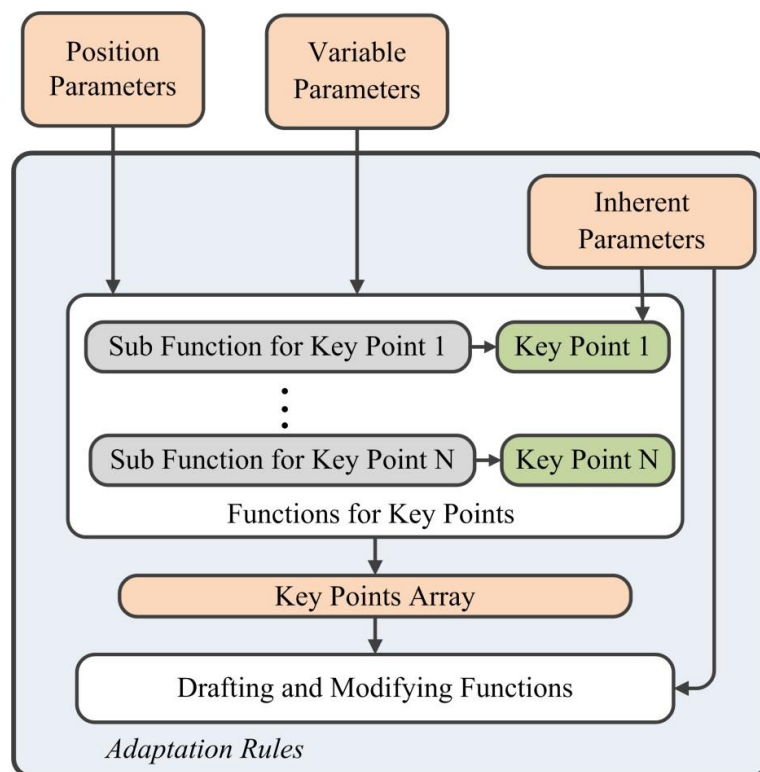 Position
Parameters
Variable
Parameters
Inherent
Parameters
Sub Function for Key Point 1
Key Point 1
Sub Function for Key Point N
Key Point N
Functions for Key Points
Key Points Array
Drafting and Modifying Functions
Adaptation Rules